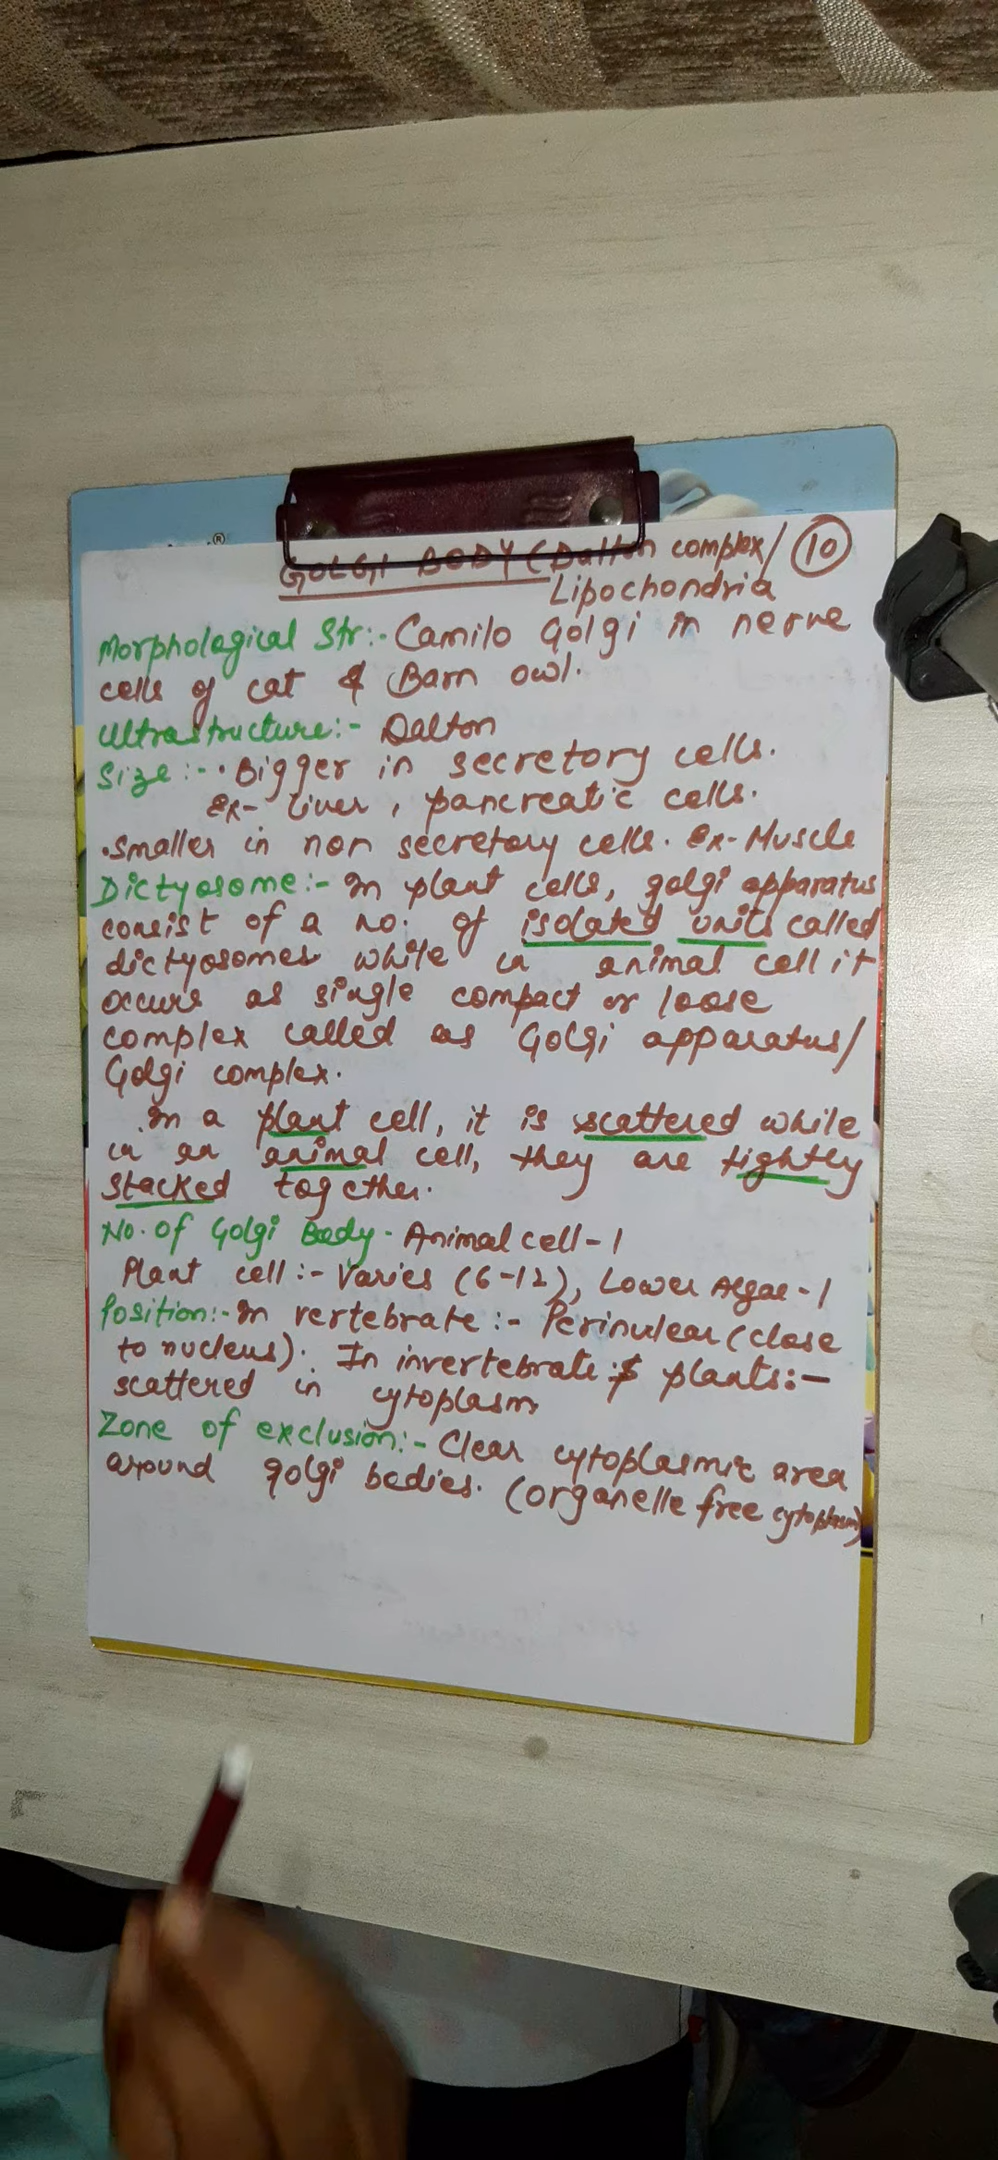 GOLGI BODY (Dalton complex/ 10
Lipochondria
Morphological Str:- Camilo Golgi in nerve
cells of cat & Barn owl.
Ultrastructure:- Dalton
Size:- • Bigger in secretory cells.
Ex- Liver, pancreatic cells.
• Smaller in non secretory cells. Ex- Muscle
Dictyosome:- In plant cells, golgi apparatus
consist of a no. of isolated units called
dictyosomes while in animal cell it
occurs as single compact or loose
complex called as Golgi apparatus/
Golgi complex.
In a plant cell, it is scattered while
in an animal cell, they are tightly
stacked together.
No. of Golgi Body - Animal cell - 1
Plant cell:- Varies (6-12), Lower Algae - 1
Position:- In vertebrate:- Perinulear (close
to nucleus). In invertebrate & plants:-
scattered in cytoplasm
Zone of exclusion:- Clear cytoplasmic area
around golgi bodies. (organelle free cytoplasm)